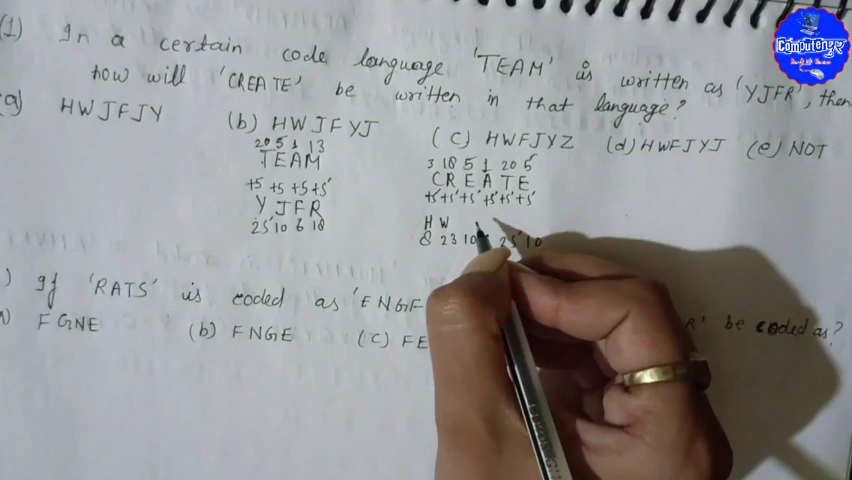 (1) In a certain code language 'TEAM' is written as 'YJFR', then
how will 'CREATE' be written in that language?
(a) HWJFJY (b) HWJFYJ (c) HWFJYZ (d) HWFJYJ (e) NOT
20 5 1 13
TEAM
+5 +5 +5 +5
YJFR
25 10 6 18
3 18 5 1 20 5
CREATE
+5 +5 +5 +5 +5 +5
H W
8 23 10 25 10
If 'RATS' is coded as 'ENGF be coded as?
FGNE (b) FNGE (c) FE
Computengr